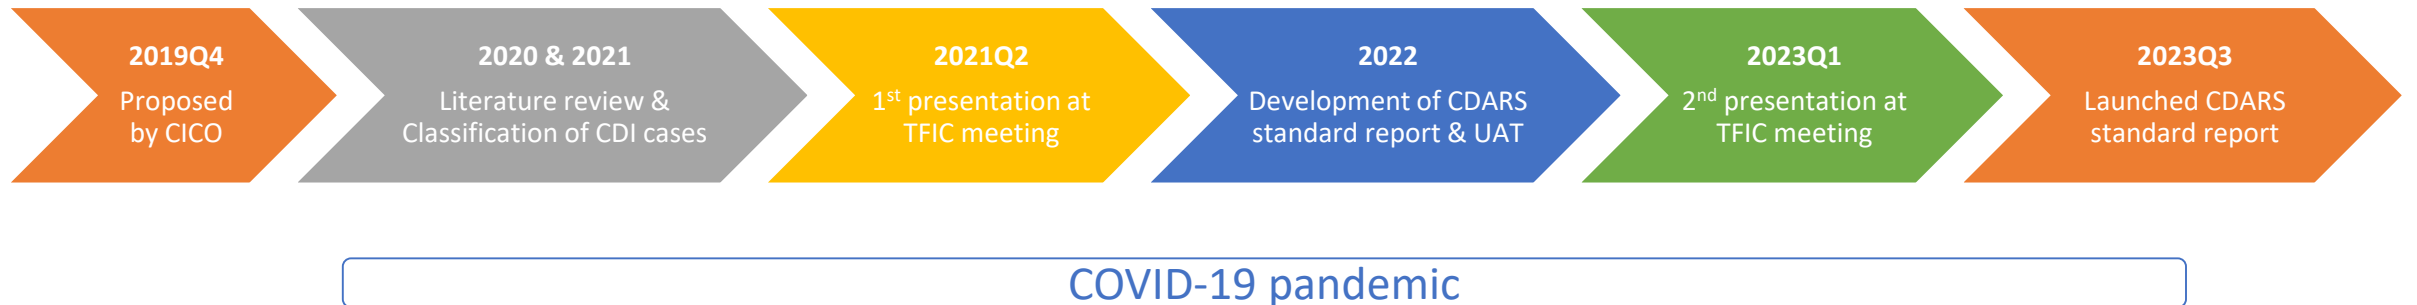 2019Q4
Proposed
by CICO
2020 & 2021
Literature review &
Classification of CDI cases
2021Q2
1st presentation at
TFIC meeting
2022
Development of CDARS
standard report & UAT
2023Q1
2nd presentation at
TFIC meeting
2023Q3
Launched CDARS
standard report
COVID-19 pandemic